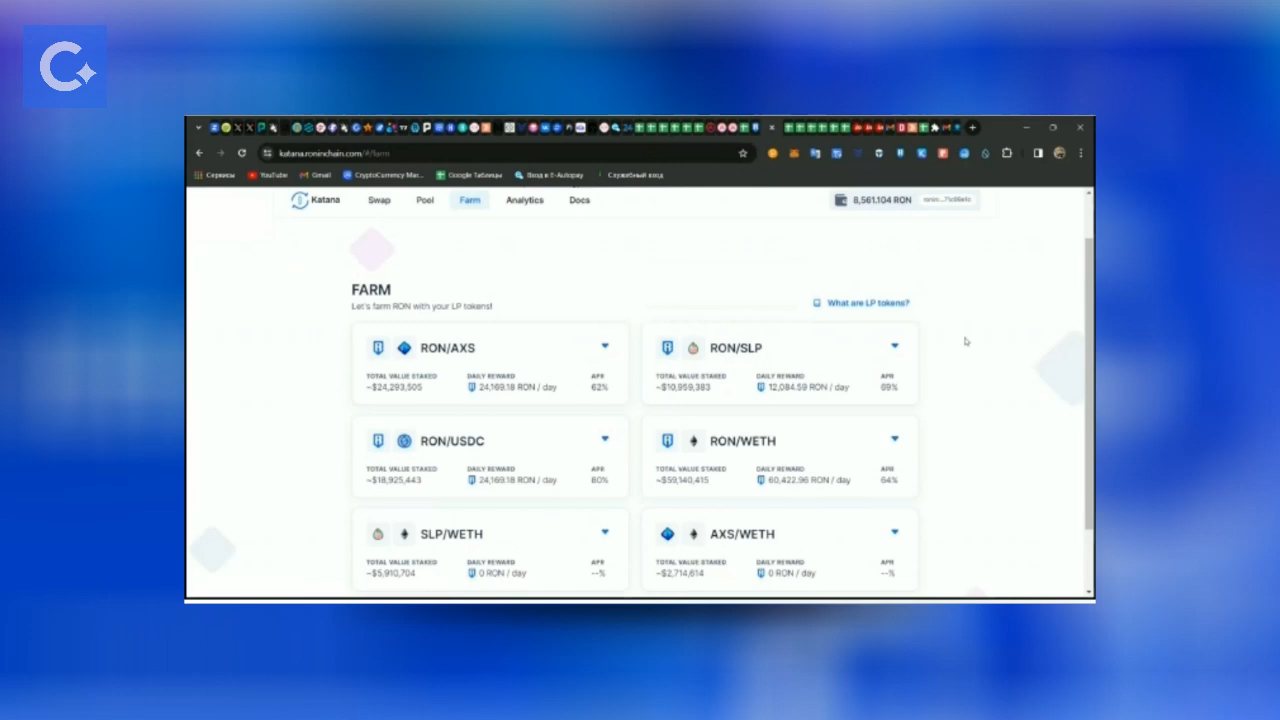 katana.roninchain.com/#/farm
Сервисы YouTube Gmail CryptoCurrency Mar... Google Таблицы Вход в E-Autopay Служебный вход
Katana Swap Pool Farm Analytics Docs 8,561.104 RON
FARM
Let's farm RON with your LP tokens!
What are LP tokens?
RON/AXS
TOTAL VALUE STAKED DAILY REWARD APR
~$24,293,505 24,169.18 RON / day 62%
RON/SLP
TOTAL VALUE STAKED DAILY REWARD APR
~$10,959,383 12,084.59 RON / day 69%
RON/USDC
TOTAL VALUE STAKED DAILY REWARD APR
~$18,925,443 24,169.18 RON / day 80%
RON/WETH
TOTAL VALUE STAKED DAILY REWARD APR
~$59,140,415 60,422.96 RON / day 64%
SLP/WETH
TOTAL VALUE STAKED DAILY REWARD APR
~$5,910,704 0 RON / day --%
AXS/WETH
TOTAL VALUE STAKED DAILY REWARD APR
~$2,714,614 0 RON / day --%